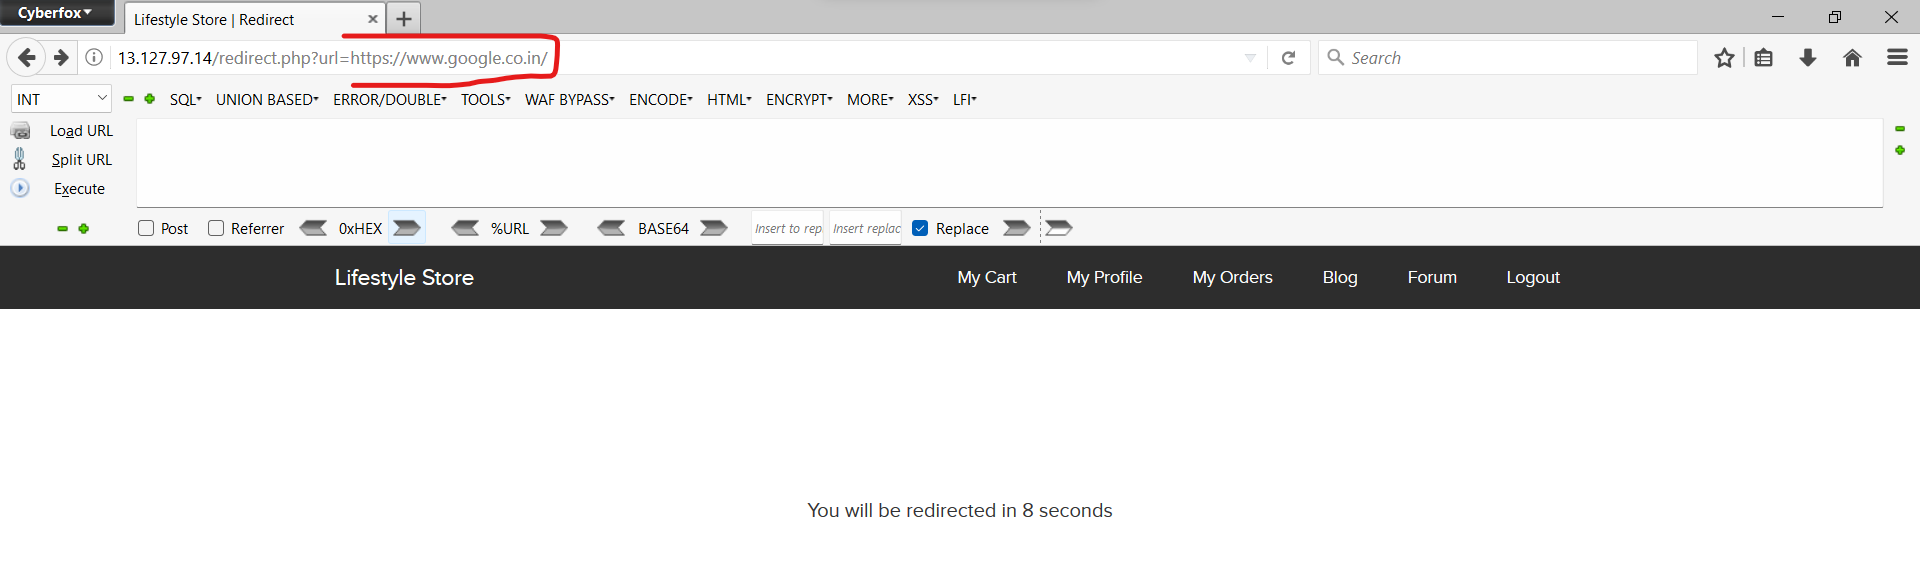 Cyberfox
Lifestyle Store | Redirect
13.127.97.14/redirect.php?url=https://www.google.co.in/
Search
INT SQL UNION BASED ERROR/DOUBLE TOOLS WAF BYPASS ENCODE HTML ENCRYPT MORE XSS LFI
Load URL
Split URL
Execute
Post Referrer 0xHEX %URL BASE64 Insert to rep Insert replac Replace
Lifestyle Store My Cart My Profile My Orders Blog Forum Logout
You will be redirected in 8 seconds